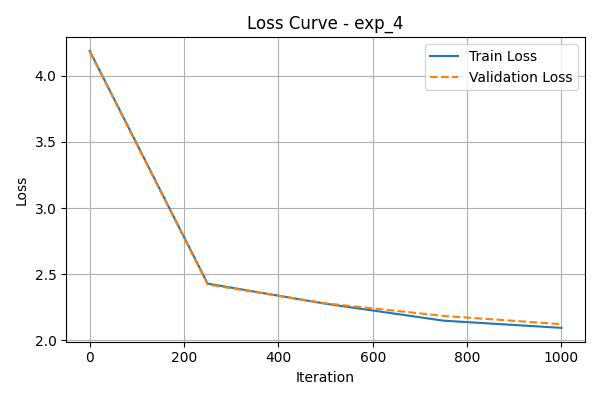 Loss Curve - exp_4
Train Loss
Validation Loss
4.0
3.5
3.0
2.5
2.0
Loss
0 200 400 600 800 1000
Iteration